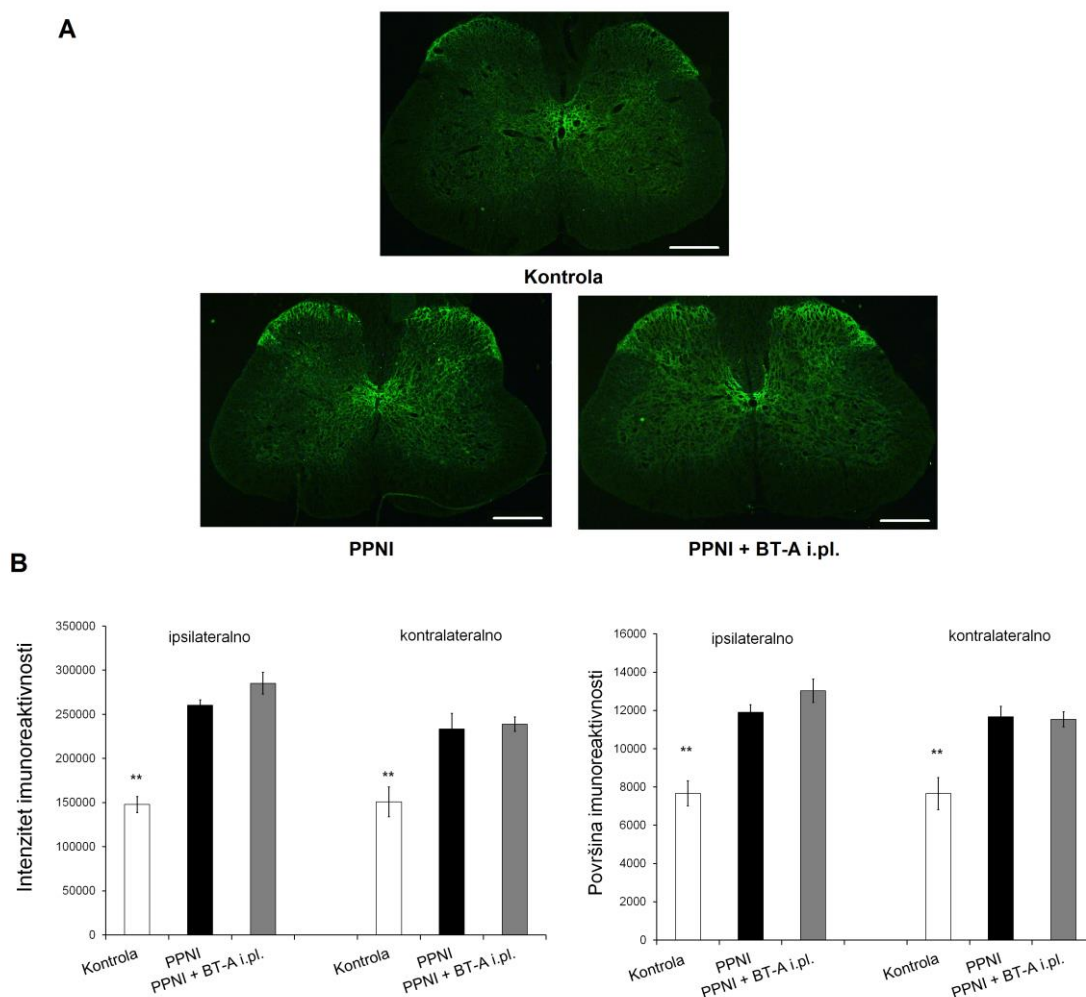 A
Kontrola
PPNI
PPNI + BT-A i.pl.
B
Intenzitet imunoreaktivnosti
350000
300000
250000
200000
150000
100000
50000
0
ipsilateralno
kontralateralno
**
**
Kontrola
PPNI
PPNI + BT-A i.pl.
Kontrola
PPNI
PPNI + BT-A i.pl.
Površina imunoreaktivnosti
16000
14000
12000
10000
8000
6000
4000
2000
0
ipsilateralno
kontralateralno
**
**
Kontrola
PPNI
PPNI + BT-A i.pl.
Kontrola
PPNI
PPNI + BT-A i.pl.